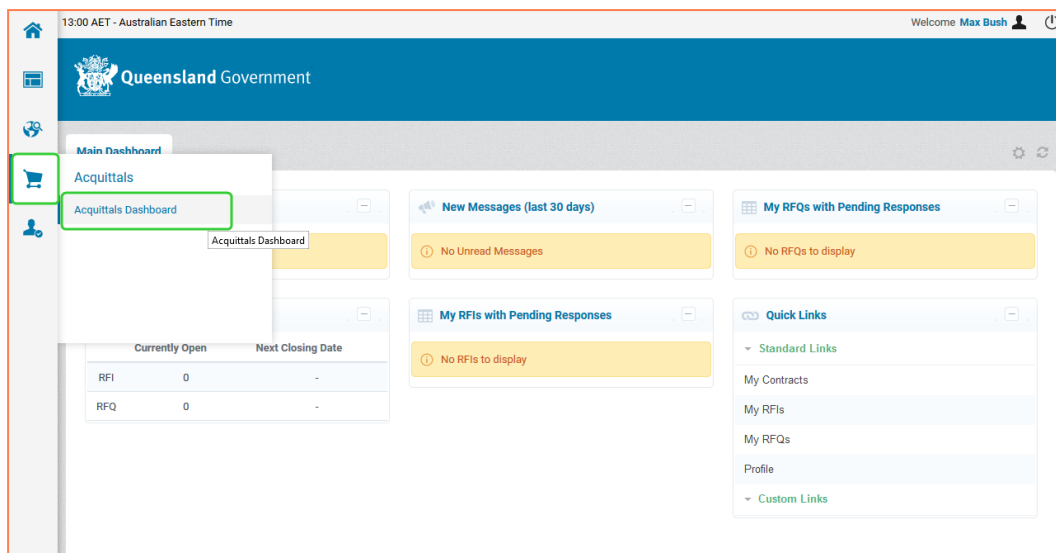 13:00 AET - Australian Eastern Time
Welcome Max Bush
Queensland Government
Main Dashboard
Acquittals
Acquittals Dashboard
Acquittals Dashboard
New Messages (last 30 days)
No Unread Messages
My RFQs with Pending Responses
No RFQs to display
Currently Open Next Closing Date
RFI 0 -
RFQ 0 -
My RFIs with Pending Responses
No RFIs to display
Quick Links
Standard Links
My Contracts
My RFIs
My RFQs
Profile
Custom Links